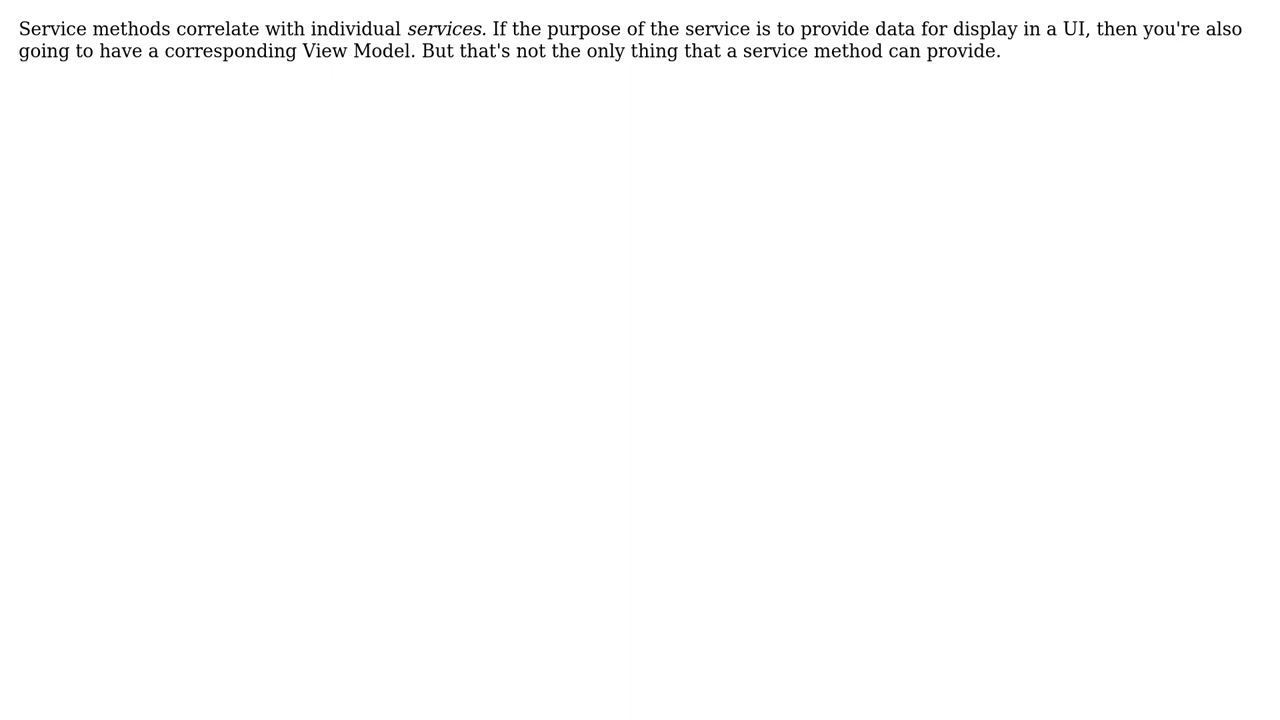 Service methods correlate with individual services. If the purpose of the service is to provide data for display in a UI, then you're also
going to have a corresponding View Model. But that's not the only thing that a service method can provide.